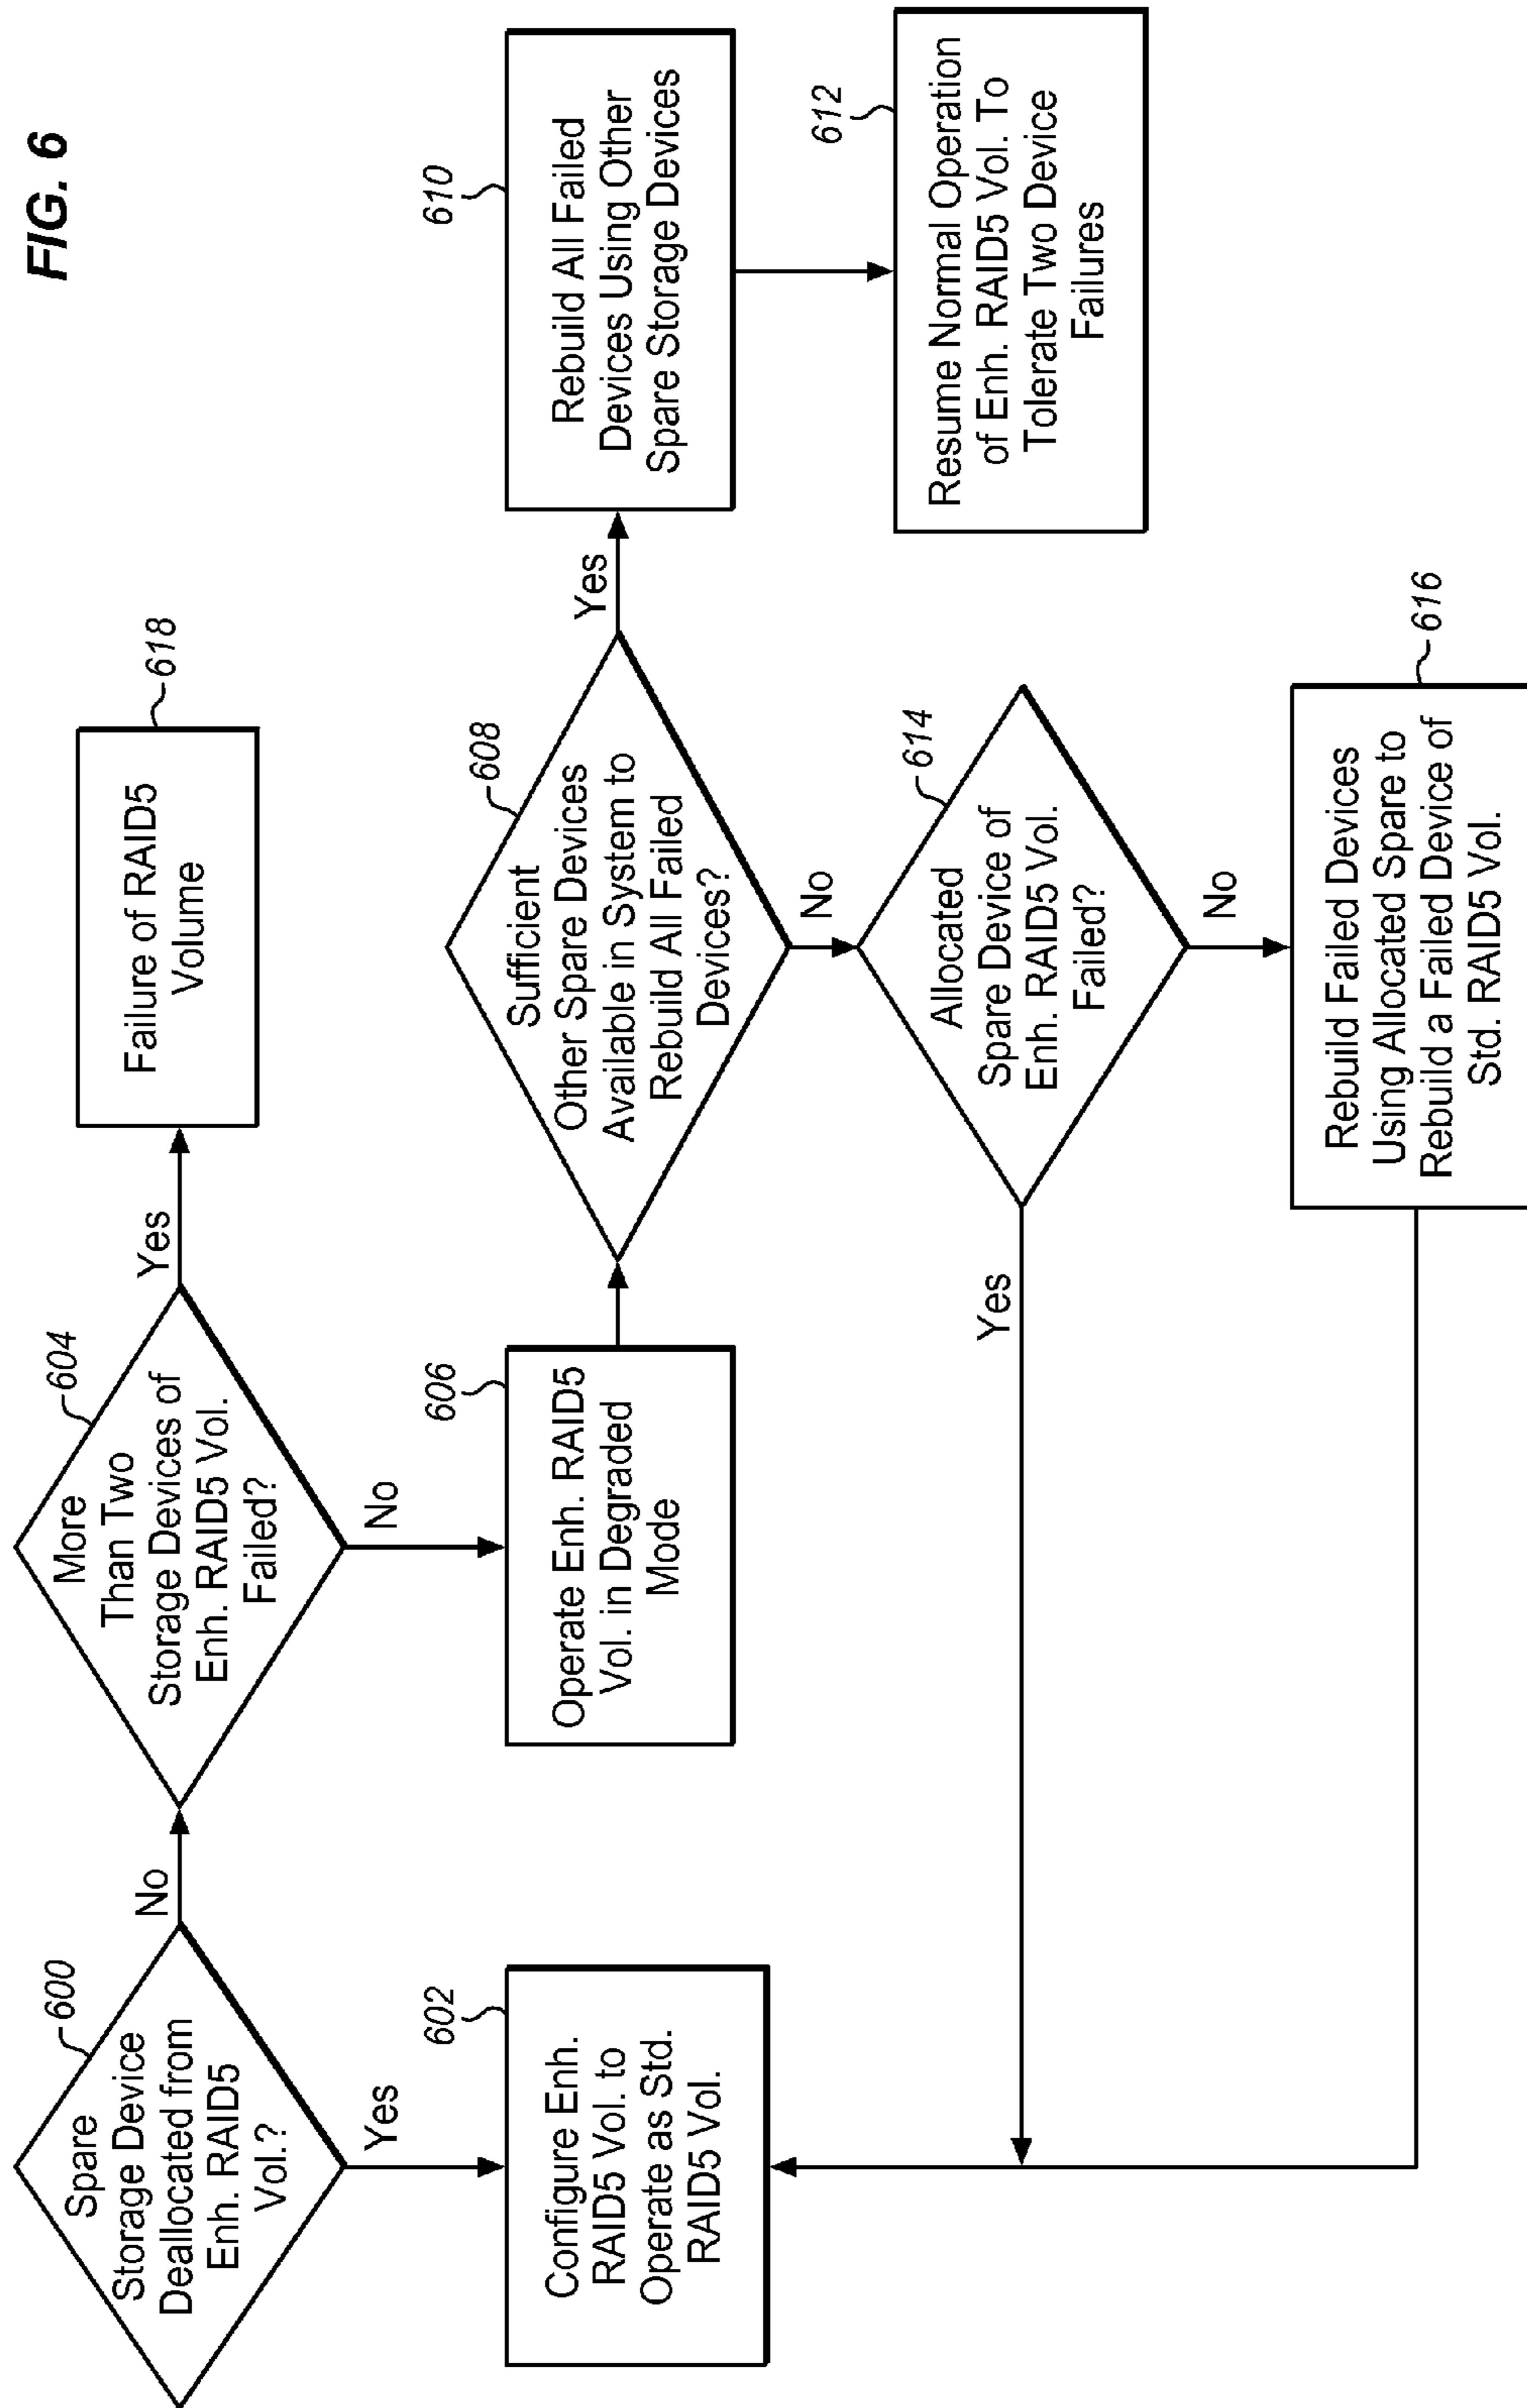 FIG. 6
600
Spare
Storage Device
Deallocated from
Enh. RAID5
Vol.?
No
Yes
602
Configure Enh.
RAID5 Vol. to
Operate as Std.
RAID5 Vol.
604
More
Than Two
Storage Devices of
Enh. RAID5 Vol.
Failed?
Yes
No
618
Failure of RAID5
Volume
606
Operate Enh. RAID5
Vol. in Degraded
Mode
608
Sufficient
Other Spare Devices
Available in System to
Rebuild All Failed
Devices?
Yes
No
610
Rebuild All Failed
Devices Using Other
Spare Storage Devices
612
Resume Normal Operation
of Enh. RAID5 Vol. To
Tolerate Two Device
Failures
614
Allocated
Spare Device of
Enh. RAID5 Vol.
Failed?
Yes
No
616
Rebuild Failed Devices
Using Allocated Spare to
Rebuild a Failed Device of
Std. RAID5 Vol.